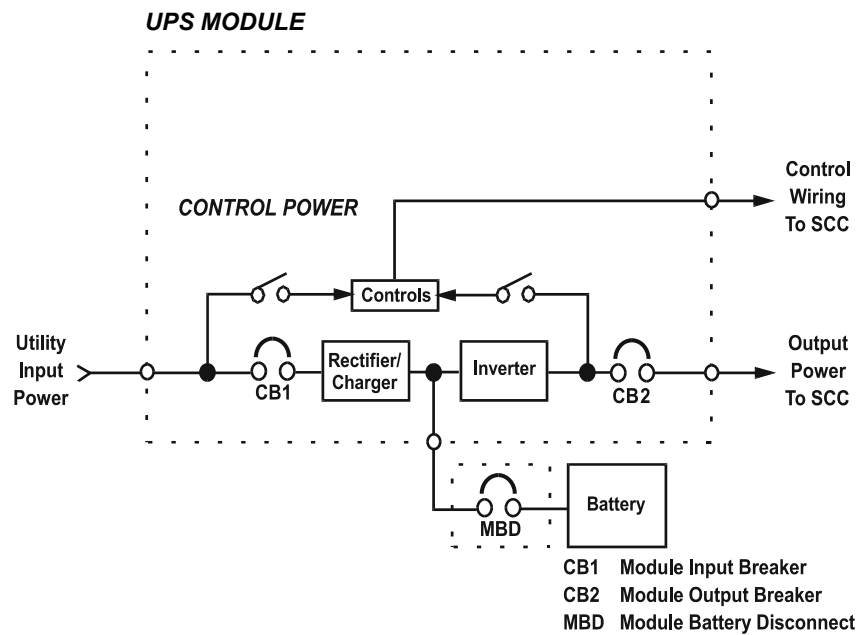 UPS MODULE
Control
Wiring
To SCC
CONTROL POWER
Controls
Utility
Input
Power
CB1
Rectifier/
Charger
Inverter
CB2
Output
Power
To SCC
MBD
Battery
CB1 Module Input Breaker
CB2 Module Output Breaker
MBD Module Battery Disconnect